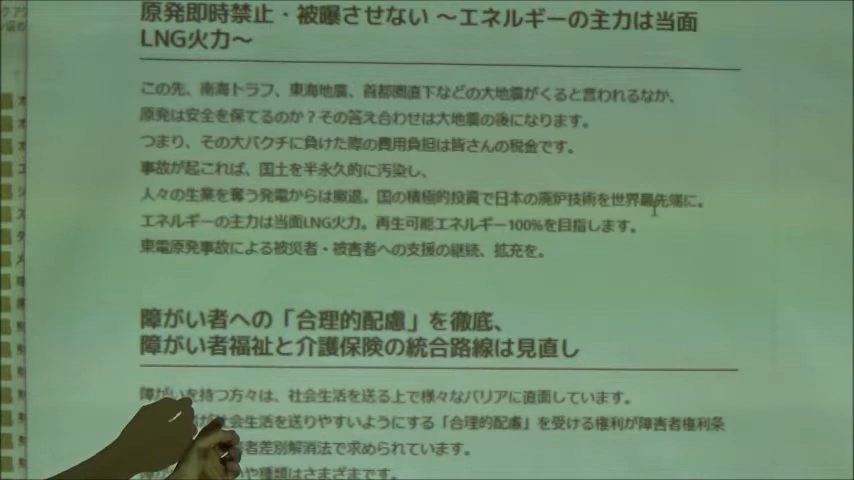 原発即時禁止・被曝させない ～エネルギーの主力は当面
LNG火力～
この先、南海トラフ、東海地震、首都圏直下などの大地震がくると言われるなか、
原発は安全を保てるのか？その答え合わせは大地震の後になります。
つまり、その大バクチに負けた際の費用負担は皆さんの税金です。
事故が起これば、国土を半永久的に汚染し、
人々の生業を奪う発電からは撤退。国の積極的投資で日本の廃炉技術を世界最先端に。
エネルギーの主力は当面LNG火力。再生可能エネルギー100%を目指します。
東電原発事故による被災者・被害者への支援の継続、拡充を。
障がい者への「合理的配慮」を徹底、
障がい者福祉と介護保険の統合路線は見直し
障がいを持つ方々は、社会生活を送る上で様々なバリアに直面しています。
社会生活を送りやすいようにする「合理的配慮」を受ける権利が障害者権利条
者差別解消法で求められています。
や種類はさまざまです。